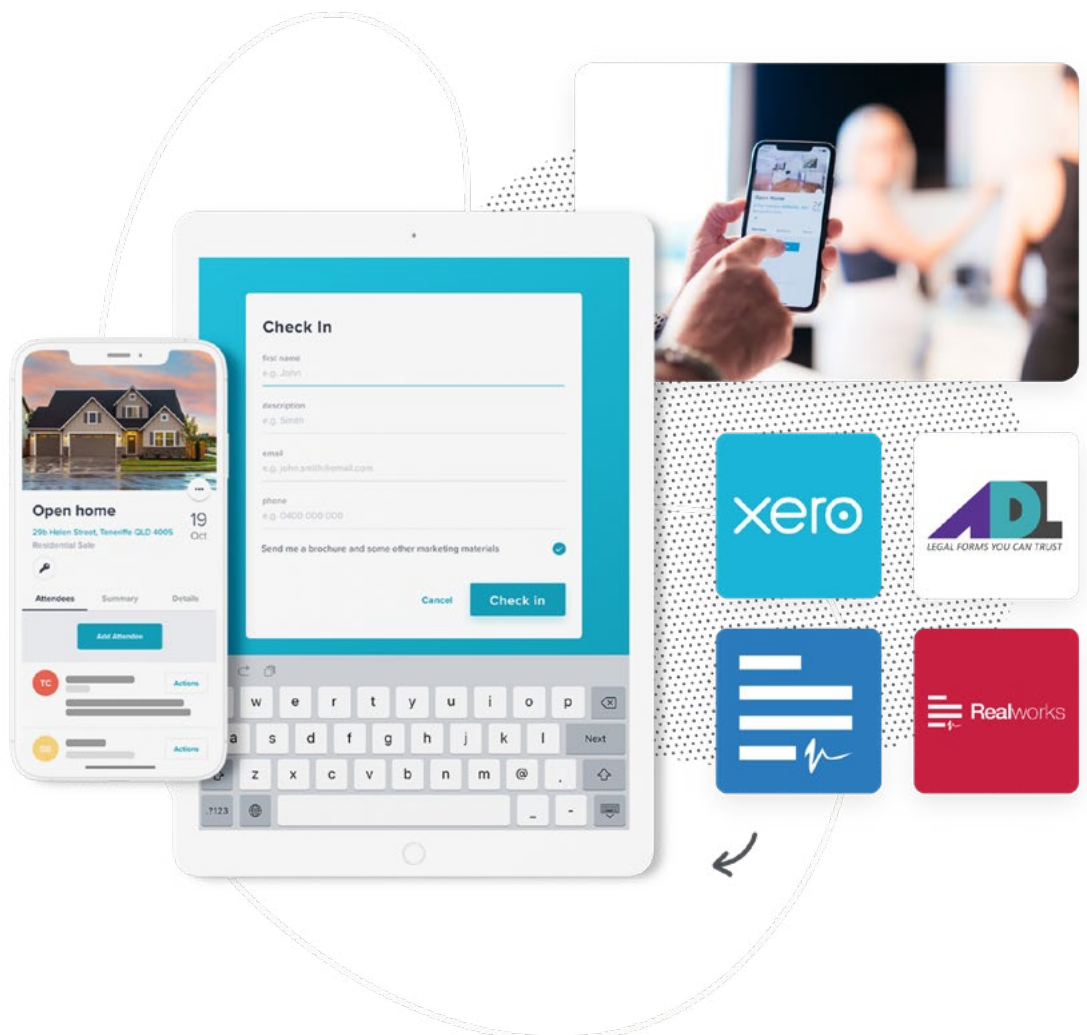 Open home
29b Helen Street, Teneriffe QLD 4005
Residential Sale
19
Oct
Attendees Summary Details
Add Attendee
TC
Actions
Actions
Check In
first name
e.g. John
description
e.g. Smith
email
e.g. john.smith@email.com
phone
e.g. 0400 000 000
Send me a brochure and some other marketing materials
Cancel Check in
w e r t y u i o p
a s d f g h j k l Next
z x c v b n m @ .
.?123 _ -
Open Home
xero
ADL
LEGAL FORMS YOU CAN TRUST
Realworks